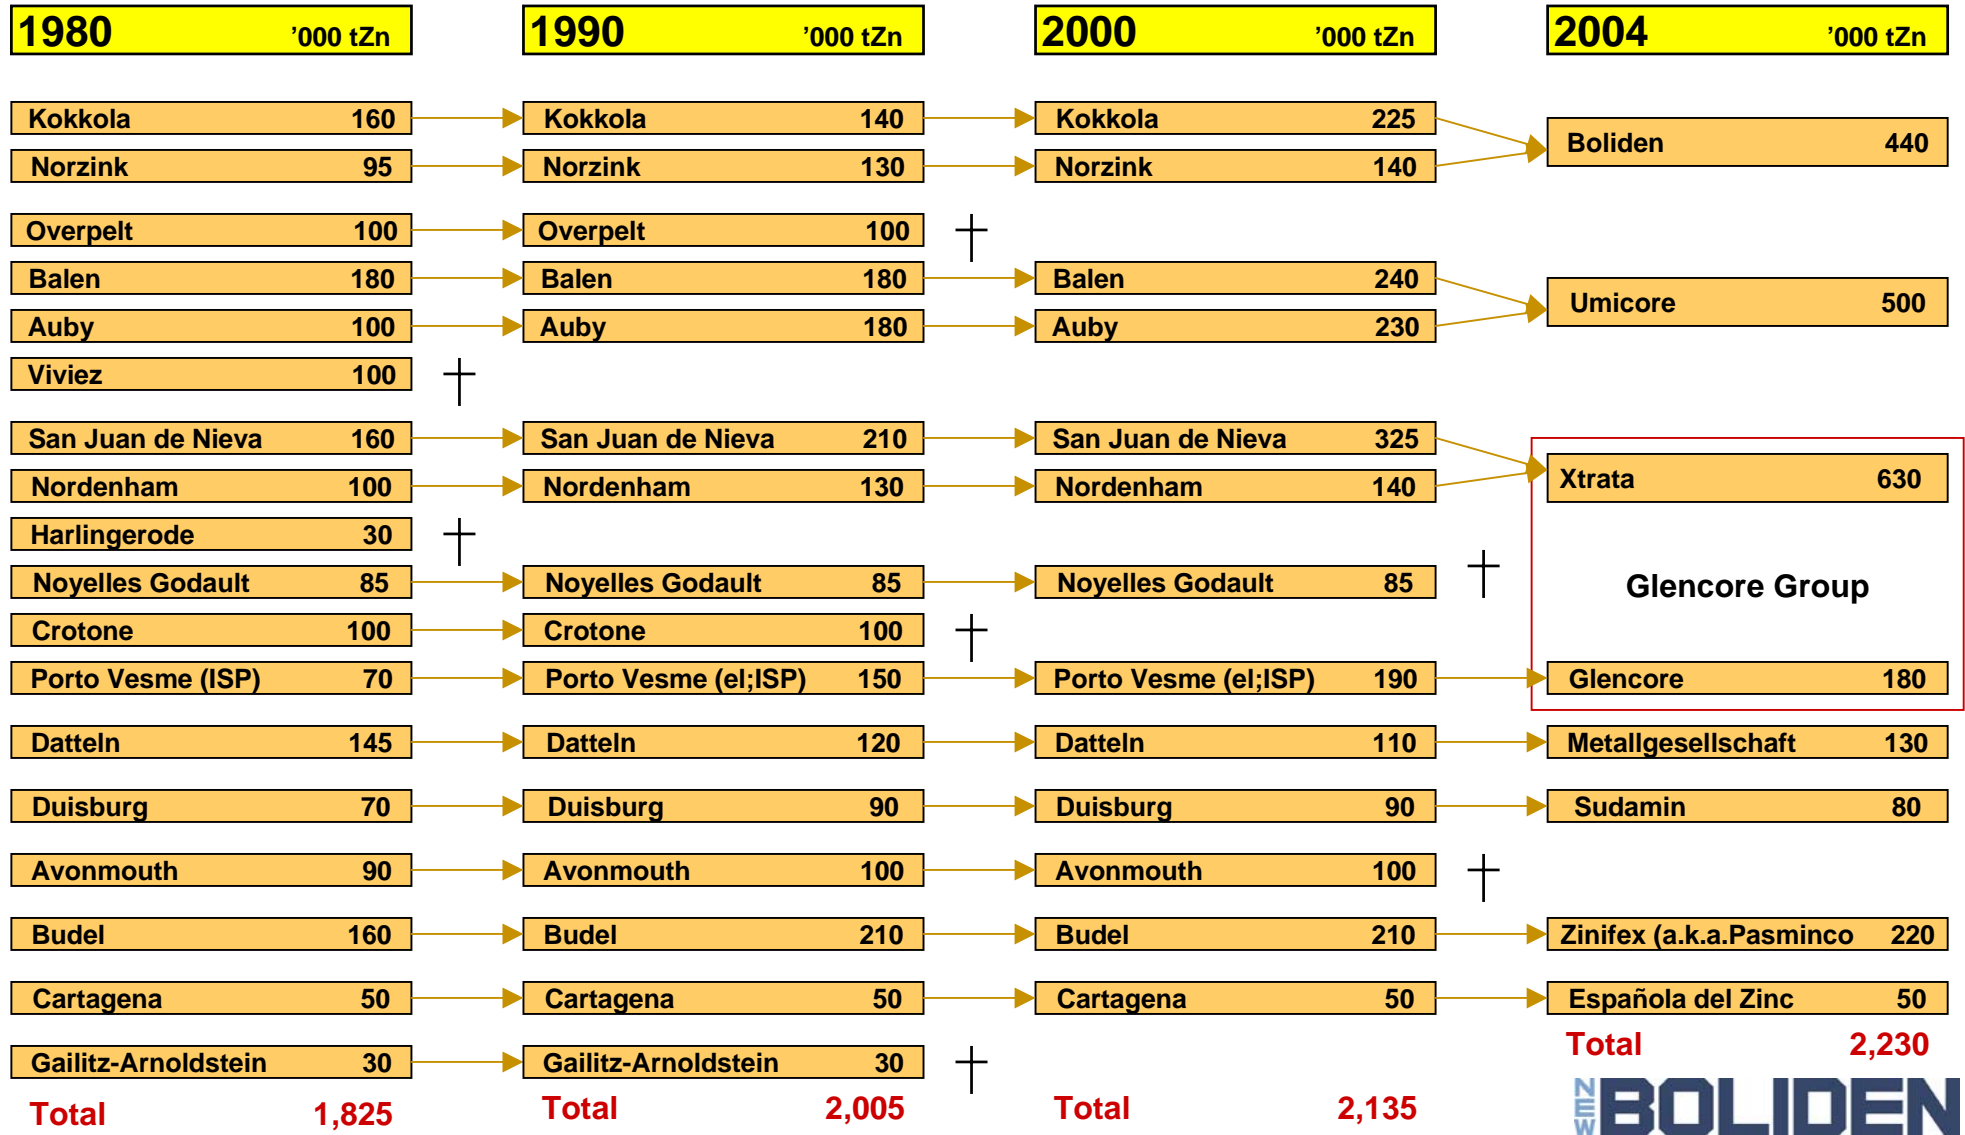 1980 ’000 tZn 1990 ’000 tZn 2000 ’000 tZn 2004 ’000 tZn
Kokkola 160 Kokkola 140 Kokkola 225
Boliden 440
Norzink 95 Norzink 130 Norzink 140
Overpelt 100 Overpelt 100
Balen 180 Balen 180 Balen 240
Umicore 500
Auby 100 Auby 180 Auby 230
Viviez 100
San Juan de Nieva 160 San Juan de Nieva 210 San Juan de Nieva 325
Xtrata 630
Nordenham 100 Nordenham 130 Nordenham 140
Harlingerode 30
Noyelles Godault 85 Noyelles Godault 85 Noyelles Godault 85 Glencore Group
Crotone 100 Crotone 100
Porto Vesme (ISP) 70 Porto Vesme (el;ISP) 150 Porto Vesme (el;ISP) 190 Glencore 180
Datteln 145 Datteln 120 Datteln 110 Metallgesellschaft 130
Duisburg 70 Duisburg 90 Duisburg 90 Sudamin 80
Avonmouth 90 Avonmouth 100 Avonmouth 100
Budel 160 Budel 210 Budel 210 Zinifex (a.k.a.Pasminco 220
Cartagena 50 Cartagena 50 Cartagena 50 Española del Zinc 50
Total 2,230
Gailitz-Arnoldstein 30 Gailitz-Arnoldstein 30
Total 1,825 Total 2,005 Total 2,135
NEW BOLIDEN